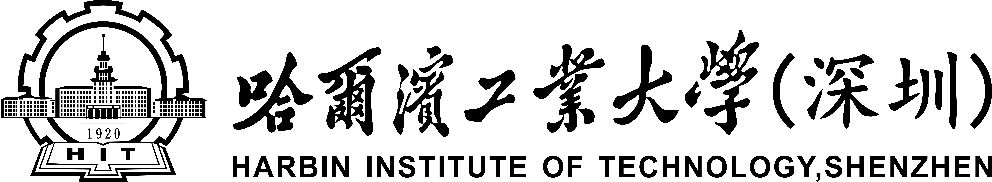 1920
HIT
哈爾濱工業大學(深圳)
HARBIN INSTITUTE OF TECHNOLOGY,SHENZHEN